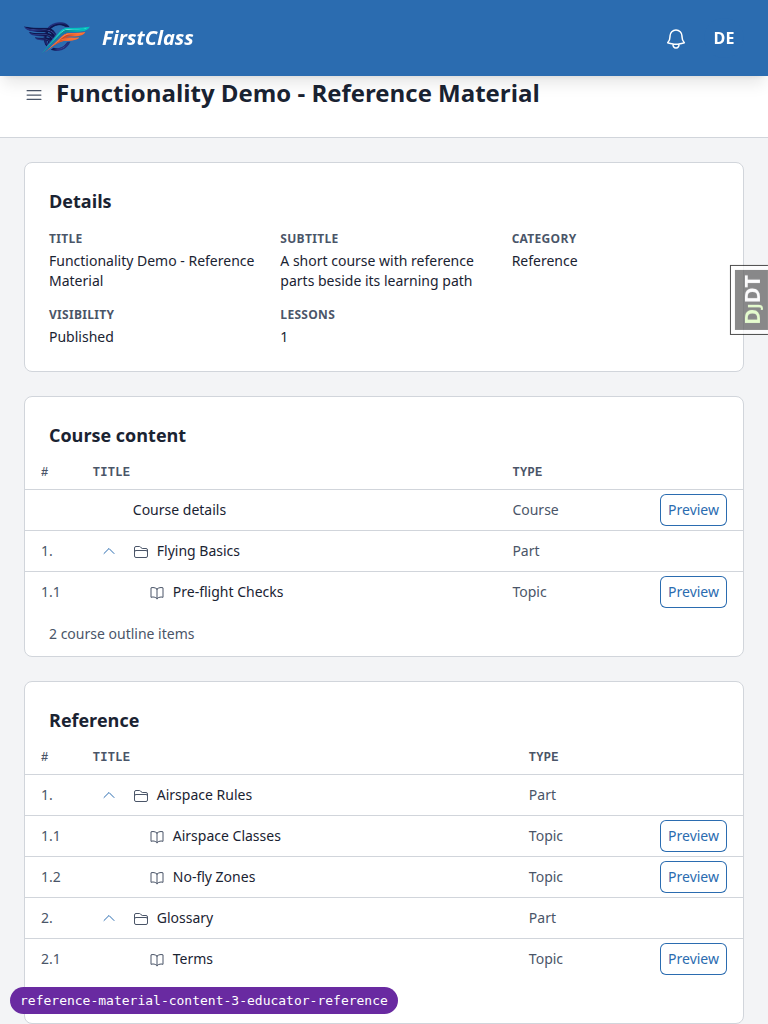 FirstClass
DE
Functionality Demo - Reference Material
Details
TITLE
SUBTITLE
CATEGORY
Functionality Demo - Reference Material
A short course with reference parts beside its learning path
Reference
VISIBILITY
LESSONS
Published
1
DjDT
Course content
# TITLE TYPE
Course details Course Preview
1. Flying Basics Part
1.1 Pre-flight Checks Topic Preview
2 course outline items
Reference
# TITLE TYPE
1. Airspace Rules Part
1.1 Airspace Classes Topic Preview
1.2 No-fly Zones Topic Preview
2. Glossary Part
2.1 Terms Topic Preview
reference-material-content-3-educator-reference